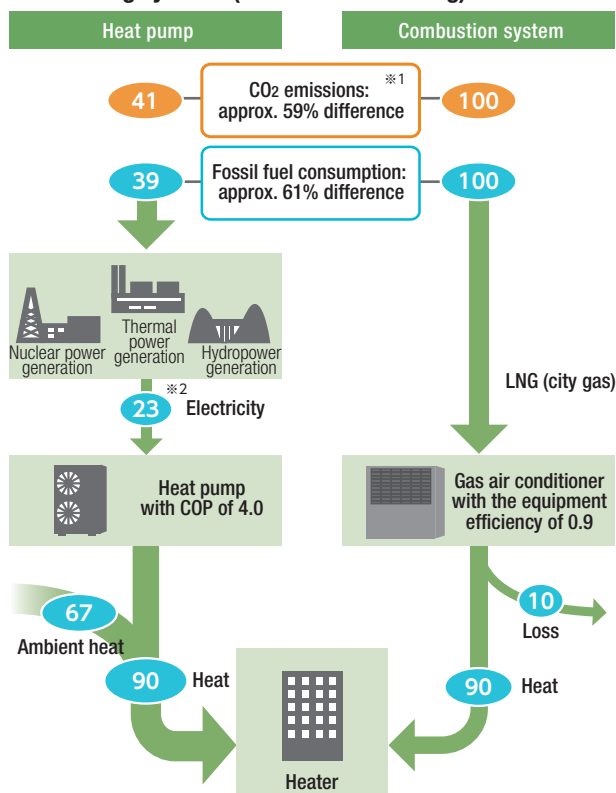 Heat pump
Combustion system
※1
CO2 emissions:
approx. 59% difference
41
100
Fossil fuel consumption:
approx. 61% difference
39
100
Thermal
power
generation
Nuclear power
generation
Hydropower
generation
※2
23
Electricity
LNG (city gas)
Heat pump
with COP of 4.0
Gas air conditioner
with the equipment
efficiency of 0.9
67
Ambient heat
10
Loss
90
Heat
90
Heat
Heater